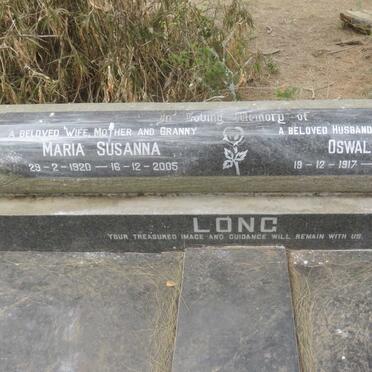 In Loving Memory of
A BELOVED WIFE, MOTHER AND GRANNY
MARIA SUSANNA
29-2-1920 - 16-12-2005
A BELOVED HUSBAND
OSWAL
19-12-1917 -
LONG
YOUR TREASURED IMAGE AND GUIDANCE WILL REMAIN WITH US.